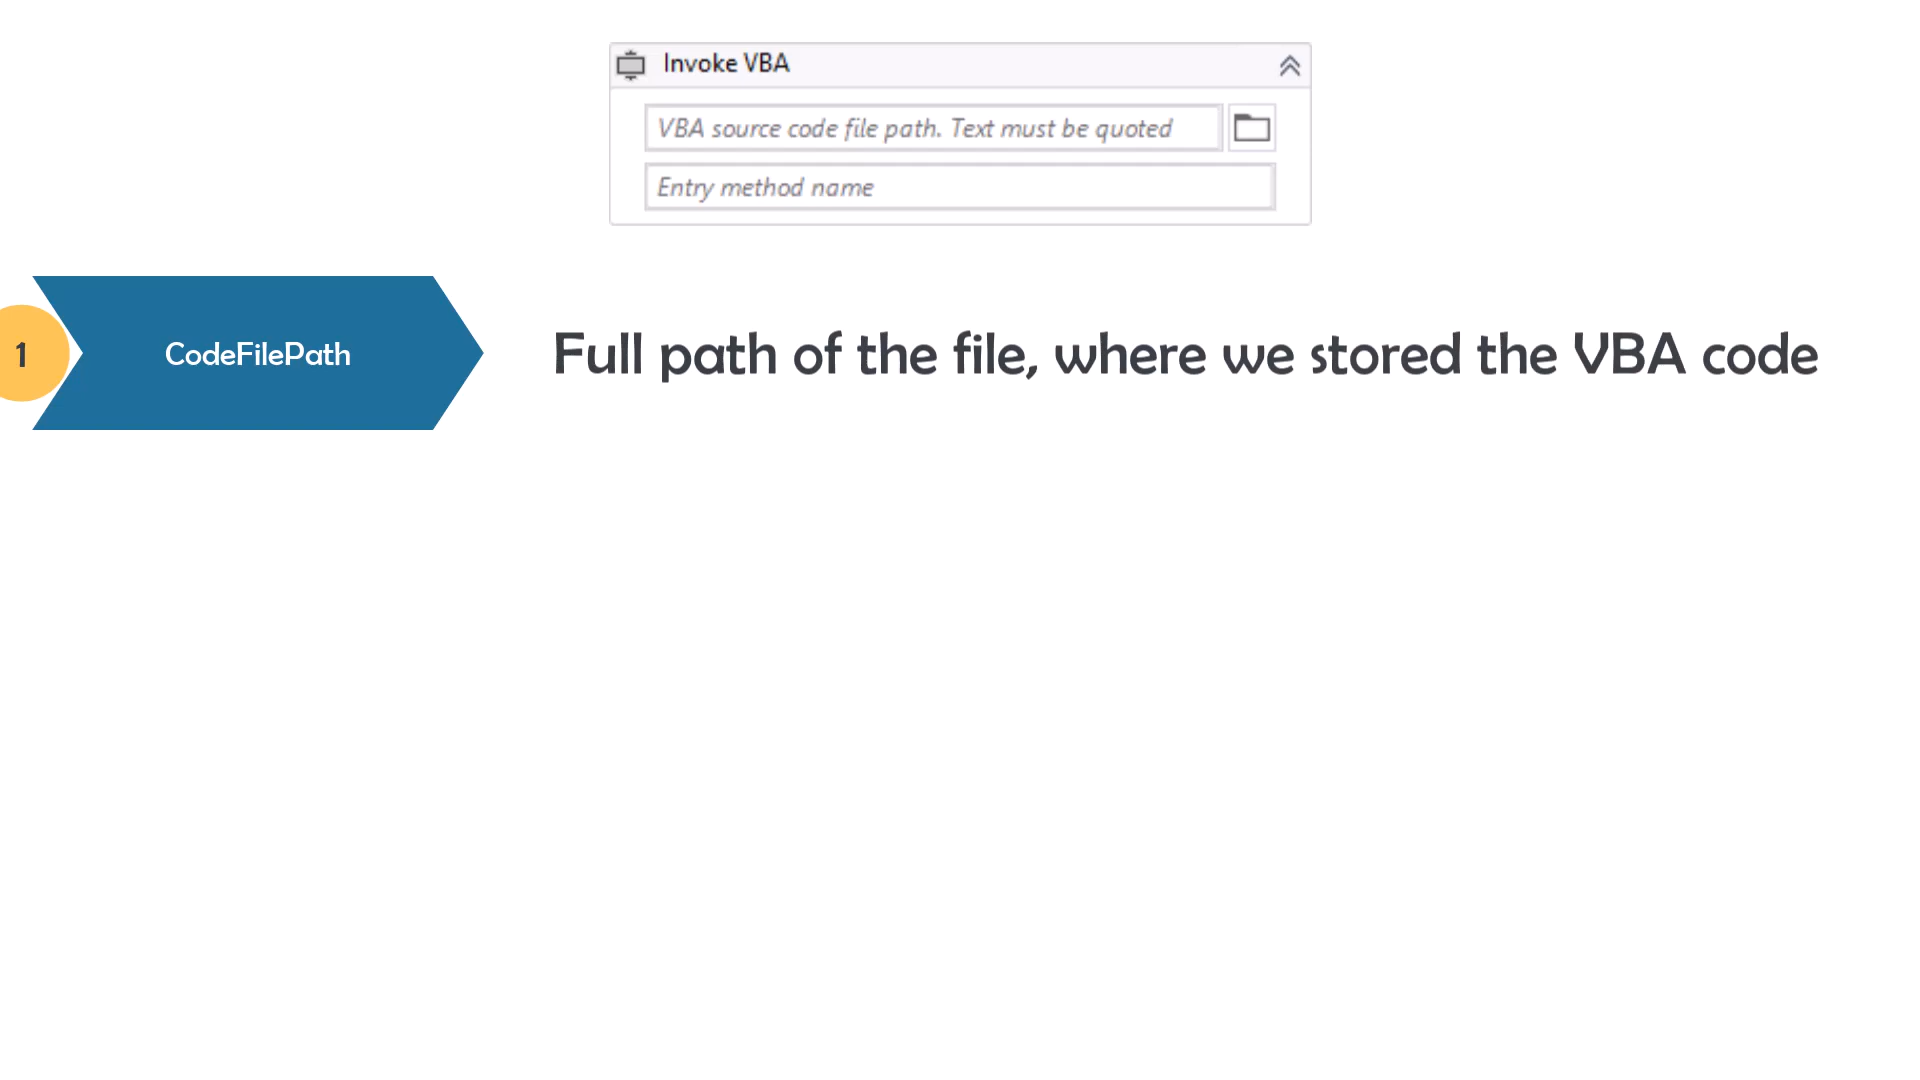 Invoke VBA
VBA source code file path. Text must be quoted
Entry method name
1
CodeFilePath
Full path of the file, where we stored the VBA code